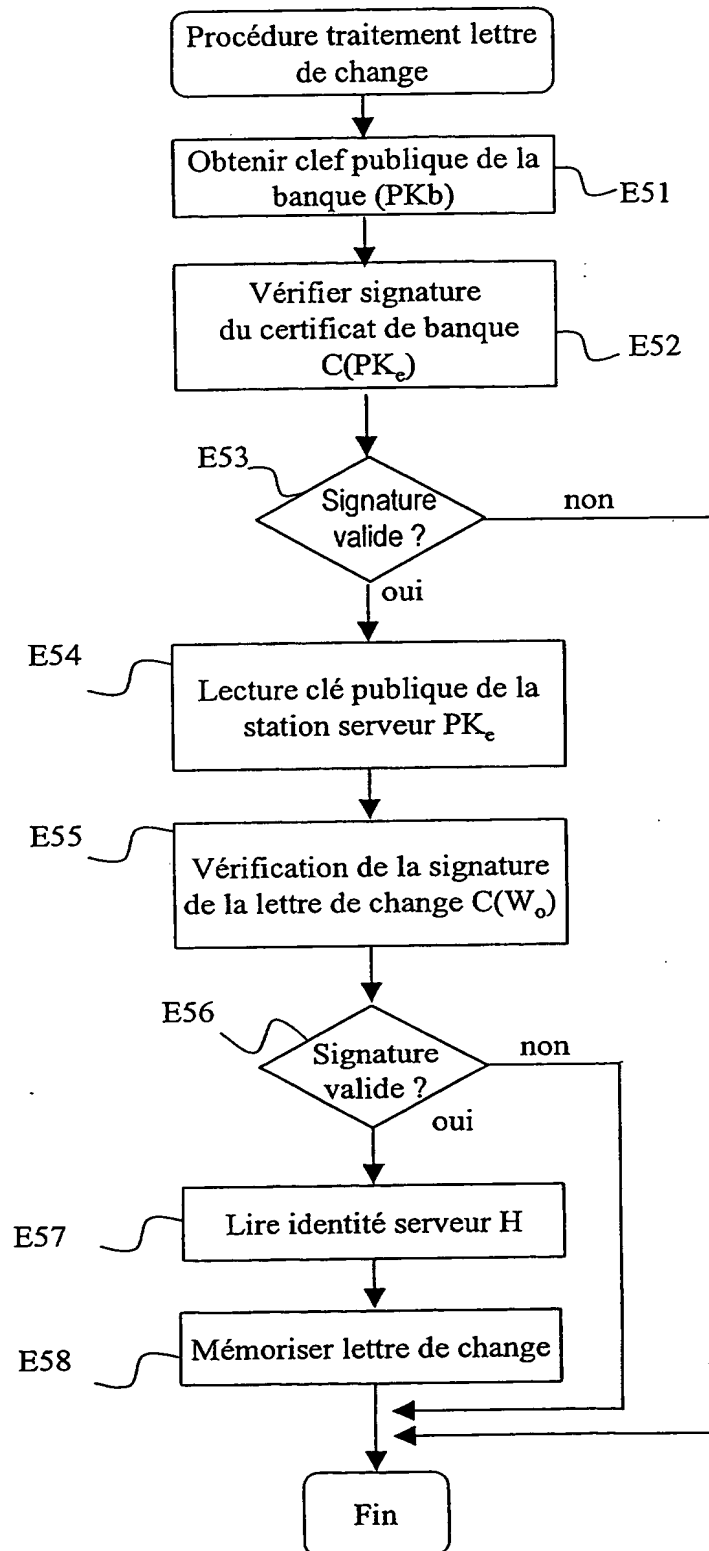 Procédure traitement lettre
de change
Obtenir clef publique de la
banque (PKb)
E51
Vérifier signature
du certificat de banque
C(PKe)
E52
E53
Signature
valide ?
non
oui
E54
Lecture clé publique de la
station serveur PKe
E55
Vérification de la signature
de la lettre de change C(Wo)
E56
Signature
valide ?
non
oui
E57
Lire identité serveur H
E58
Mémoriser lettre de change
Fin